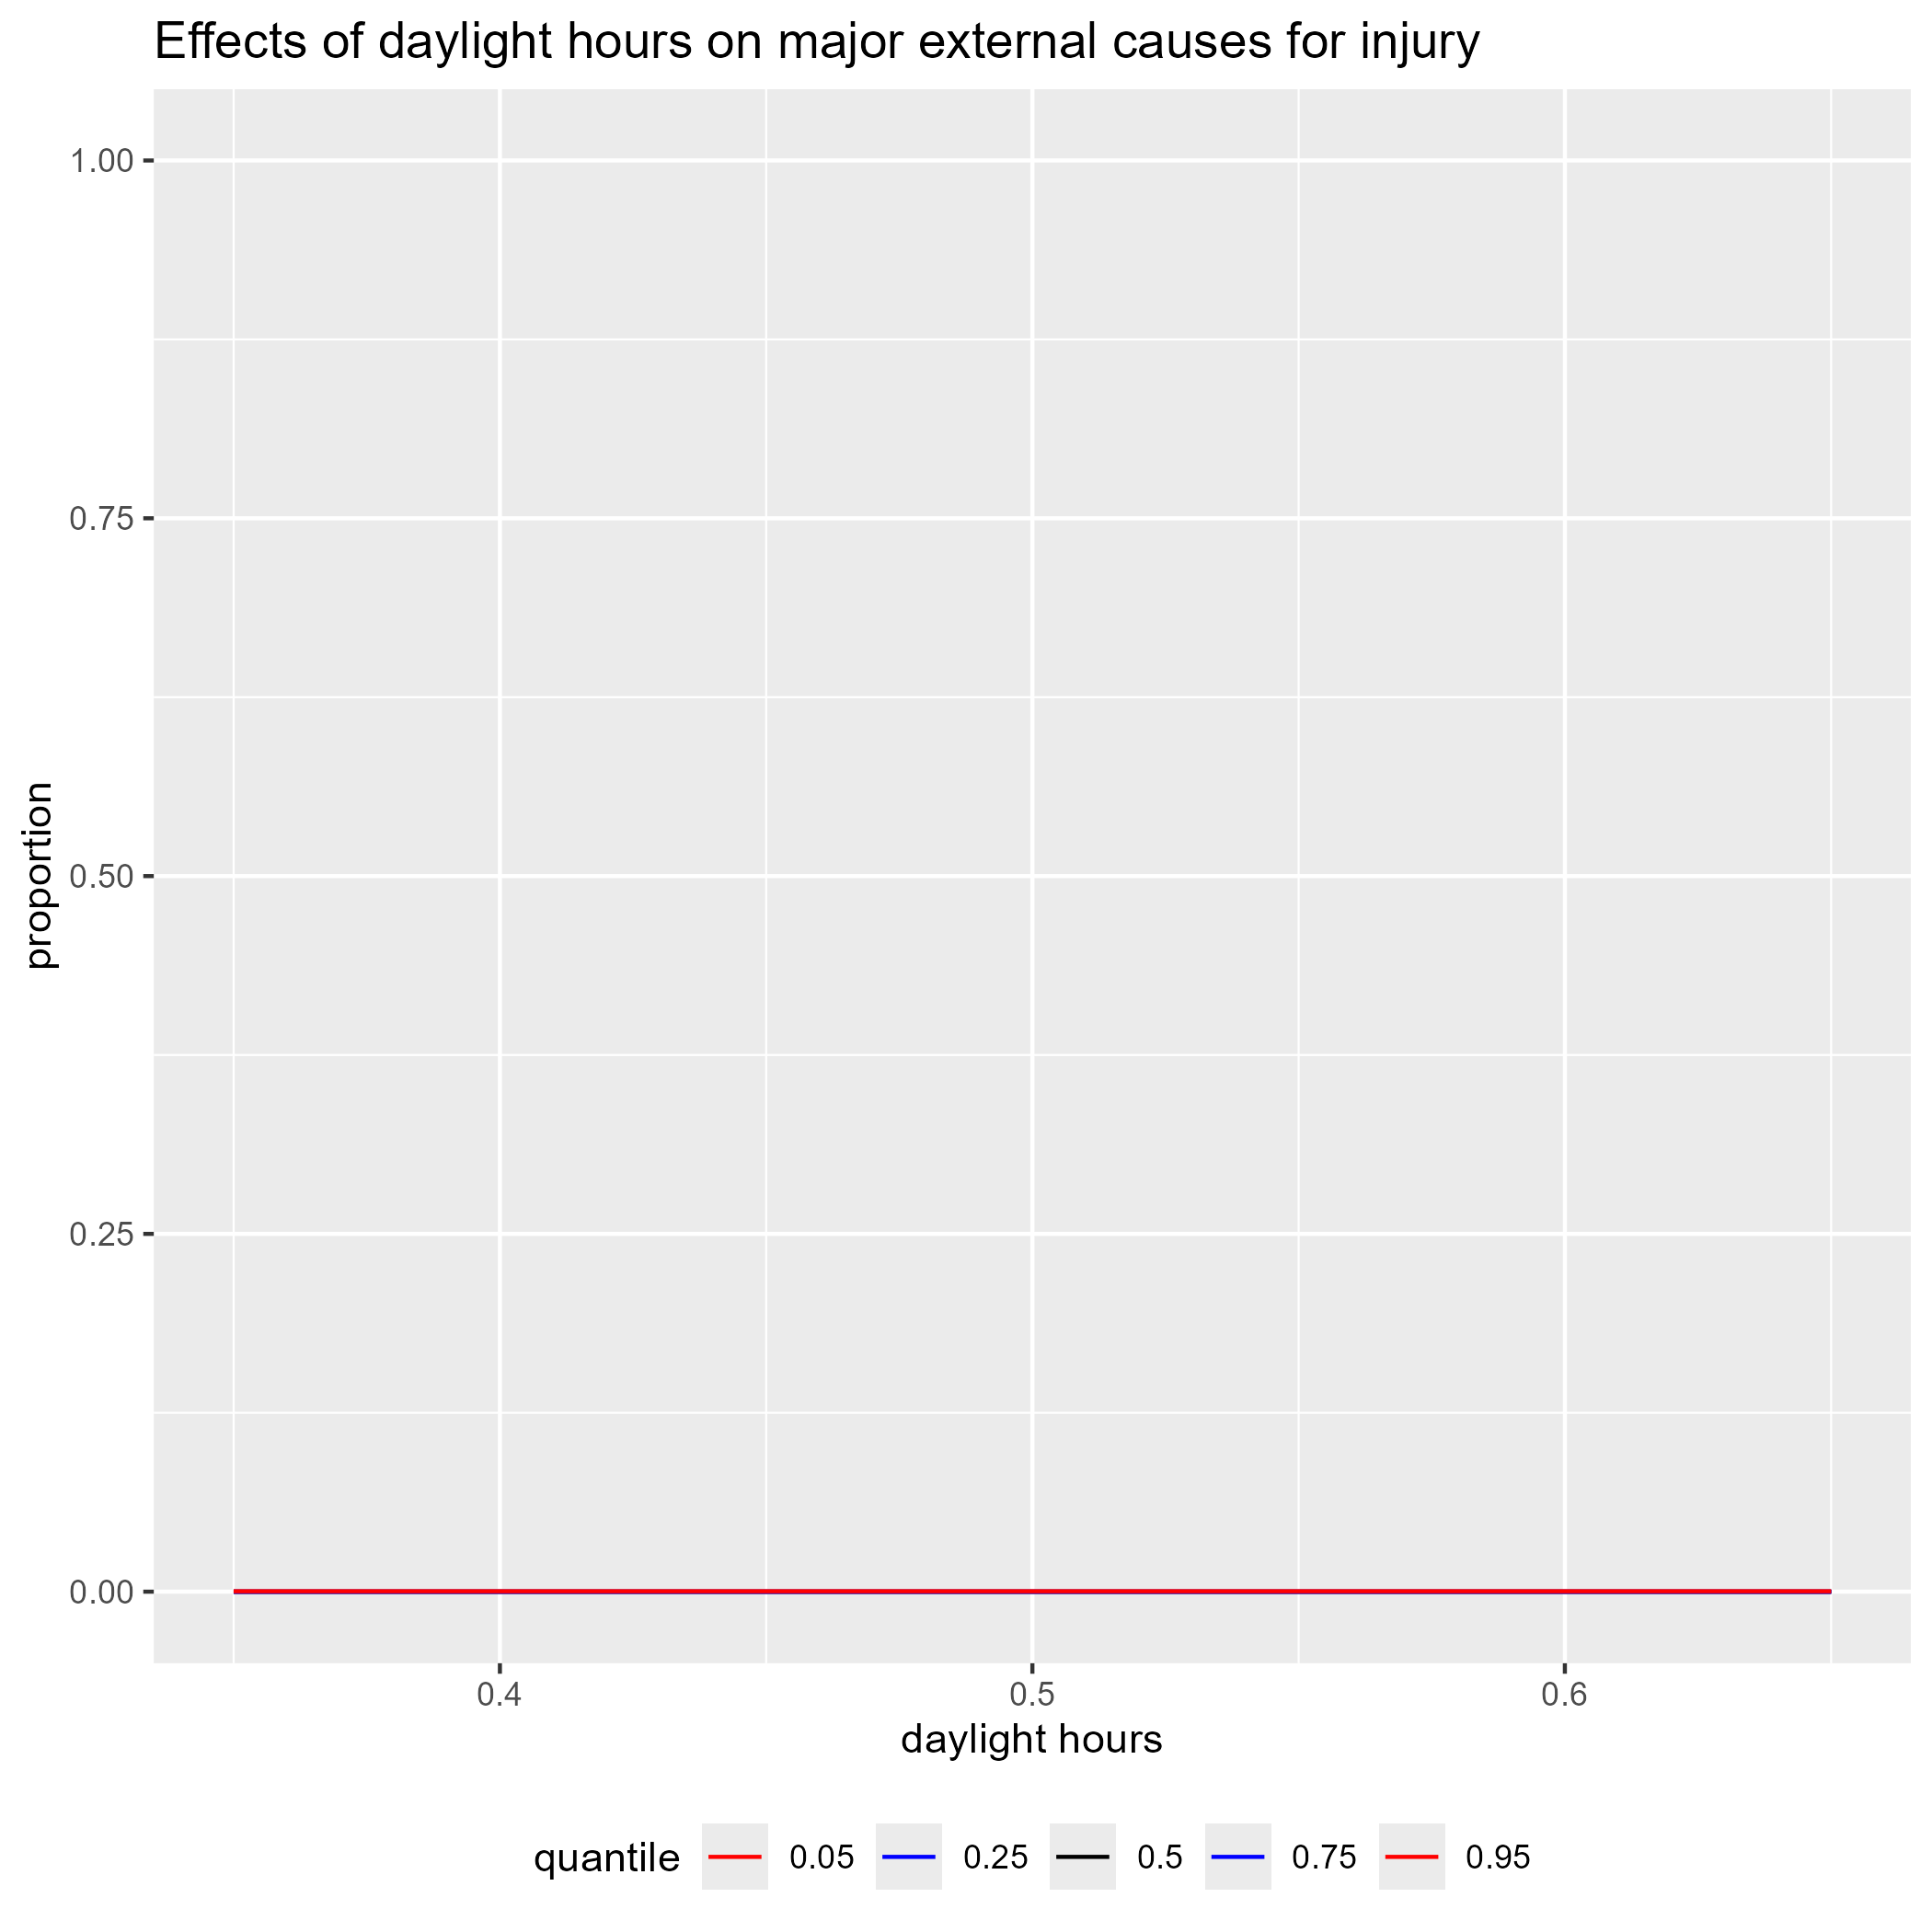 Effects of daylight hours on major external causes for injury
1.00
0.75
0.50
0.25
0.00
proportion
0.4 0.5 0.6
daylight hours
quantile 0.05 0.25 0.5 0.75 0.95